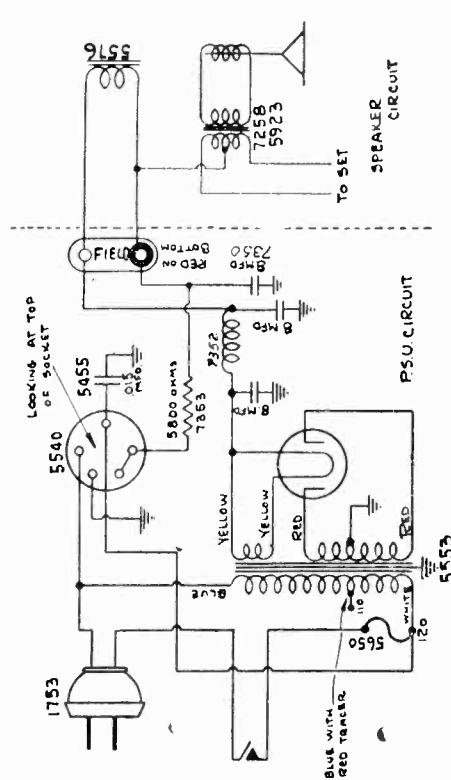 5576
7258
5923
TO SET
SPEAKER
CIRCUIT
FIELD
RED ON
BOTTOM
8 MFD
7350
8 MFD
7352
8 MFD
P.S.U. CIRCUIT
LOOKING AT TOP
OF SOCKET
5455
.015
MFD.
5540
5800 OHMS
7353
YELLOW
YELLOW
RED
RED
5553
BLUE
WHITE
110
120
5650
1753
BLUE WITH
RED TRACER